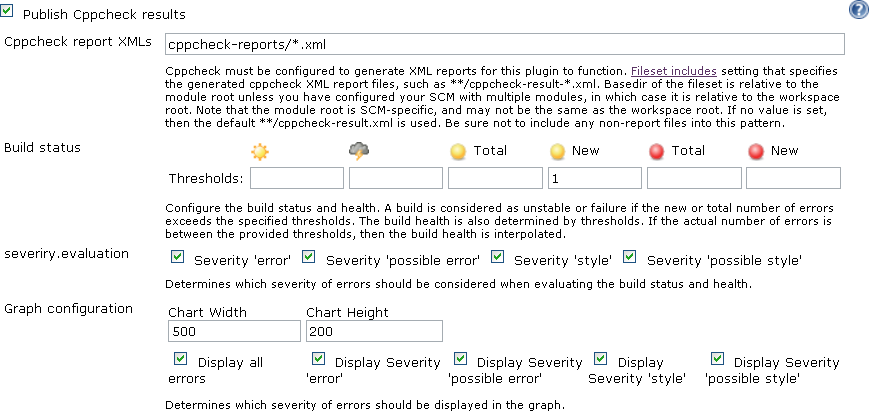 Publish Cppcheck results
Cppcheck report XMLs
cppcheck-reports/*.xml
Cppcheck must be configured to generate XML reports for this plugin to function. Fileset includes setting that specifies
the generated cppcheck XML report files, such as **/cppcheck-result-*.xml. Basedir of the fileset is relative to the
module root unless you have configured your SCM with multiple modules, in which case it is relative to the workspace
root. Note that the module root is SCM-specific, and may not be the same as the workspace root. If no value is set,
then the default **/cppcheck-result.xml is used. Be sure not to include any non-report files into this pattern.
Build status
Total New Total New
Thresholds: 1
Configure the build status and health. A build is considered as unstable or failure if the new or total number of errors
exceeds the specified thresholds. The build health is also determined by thresholds. If the actual number of errors is
between the provided thresholds, then the build health is interpolated.
severiry.evaluation
Severity 'error' Severity 'possible error' Severity 'style' Severity 'possible style'
Determines which severity of errors should be considered when evaluating the build status and health.
Graph configuration
Chart Width Chart Height
500 200
Display all Display Severity Display Severity Display Display Severity
errors 'error' 'possible error' Severity 'style' 'possible style'
Determines which severity of errors should be displayed in the graph.